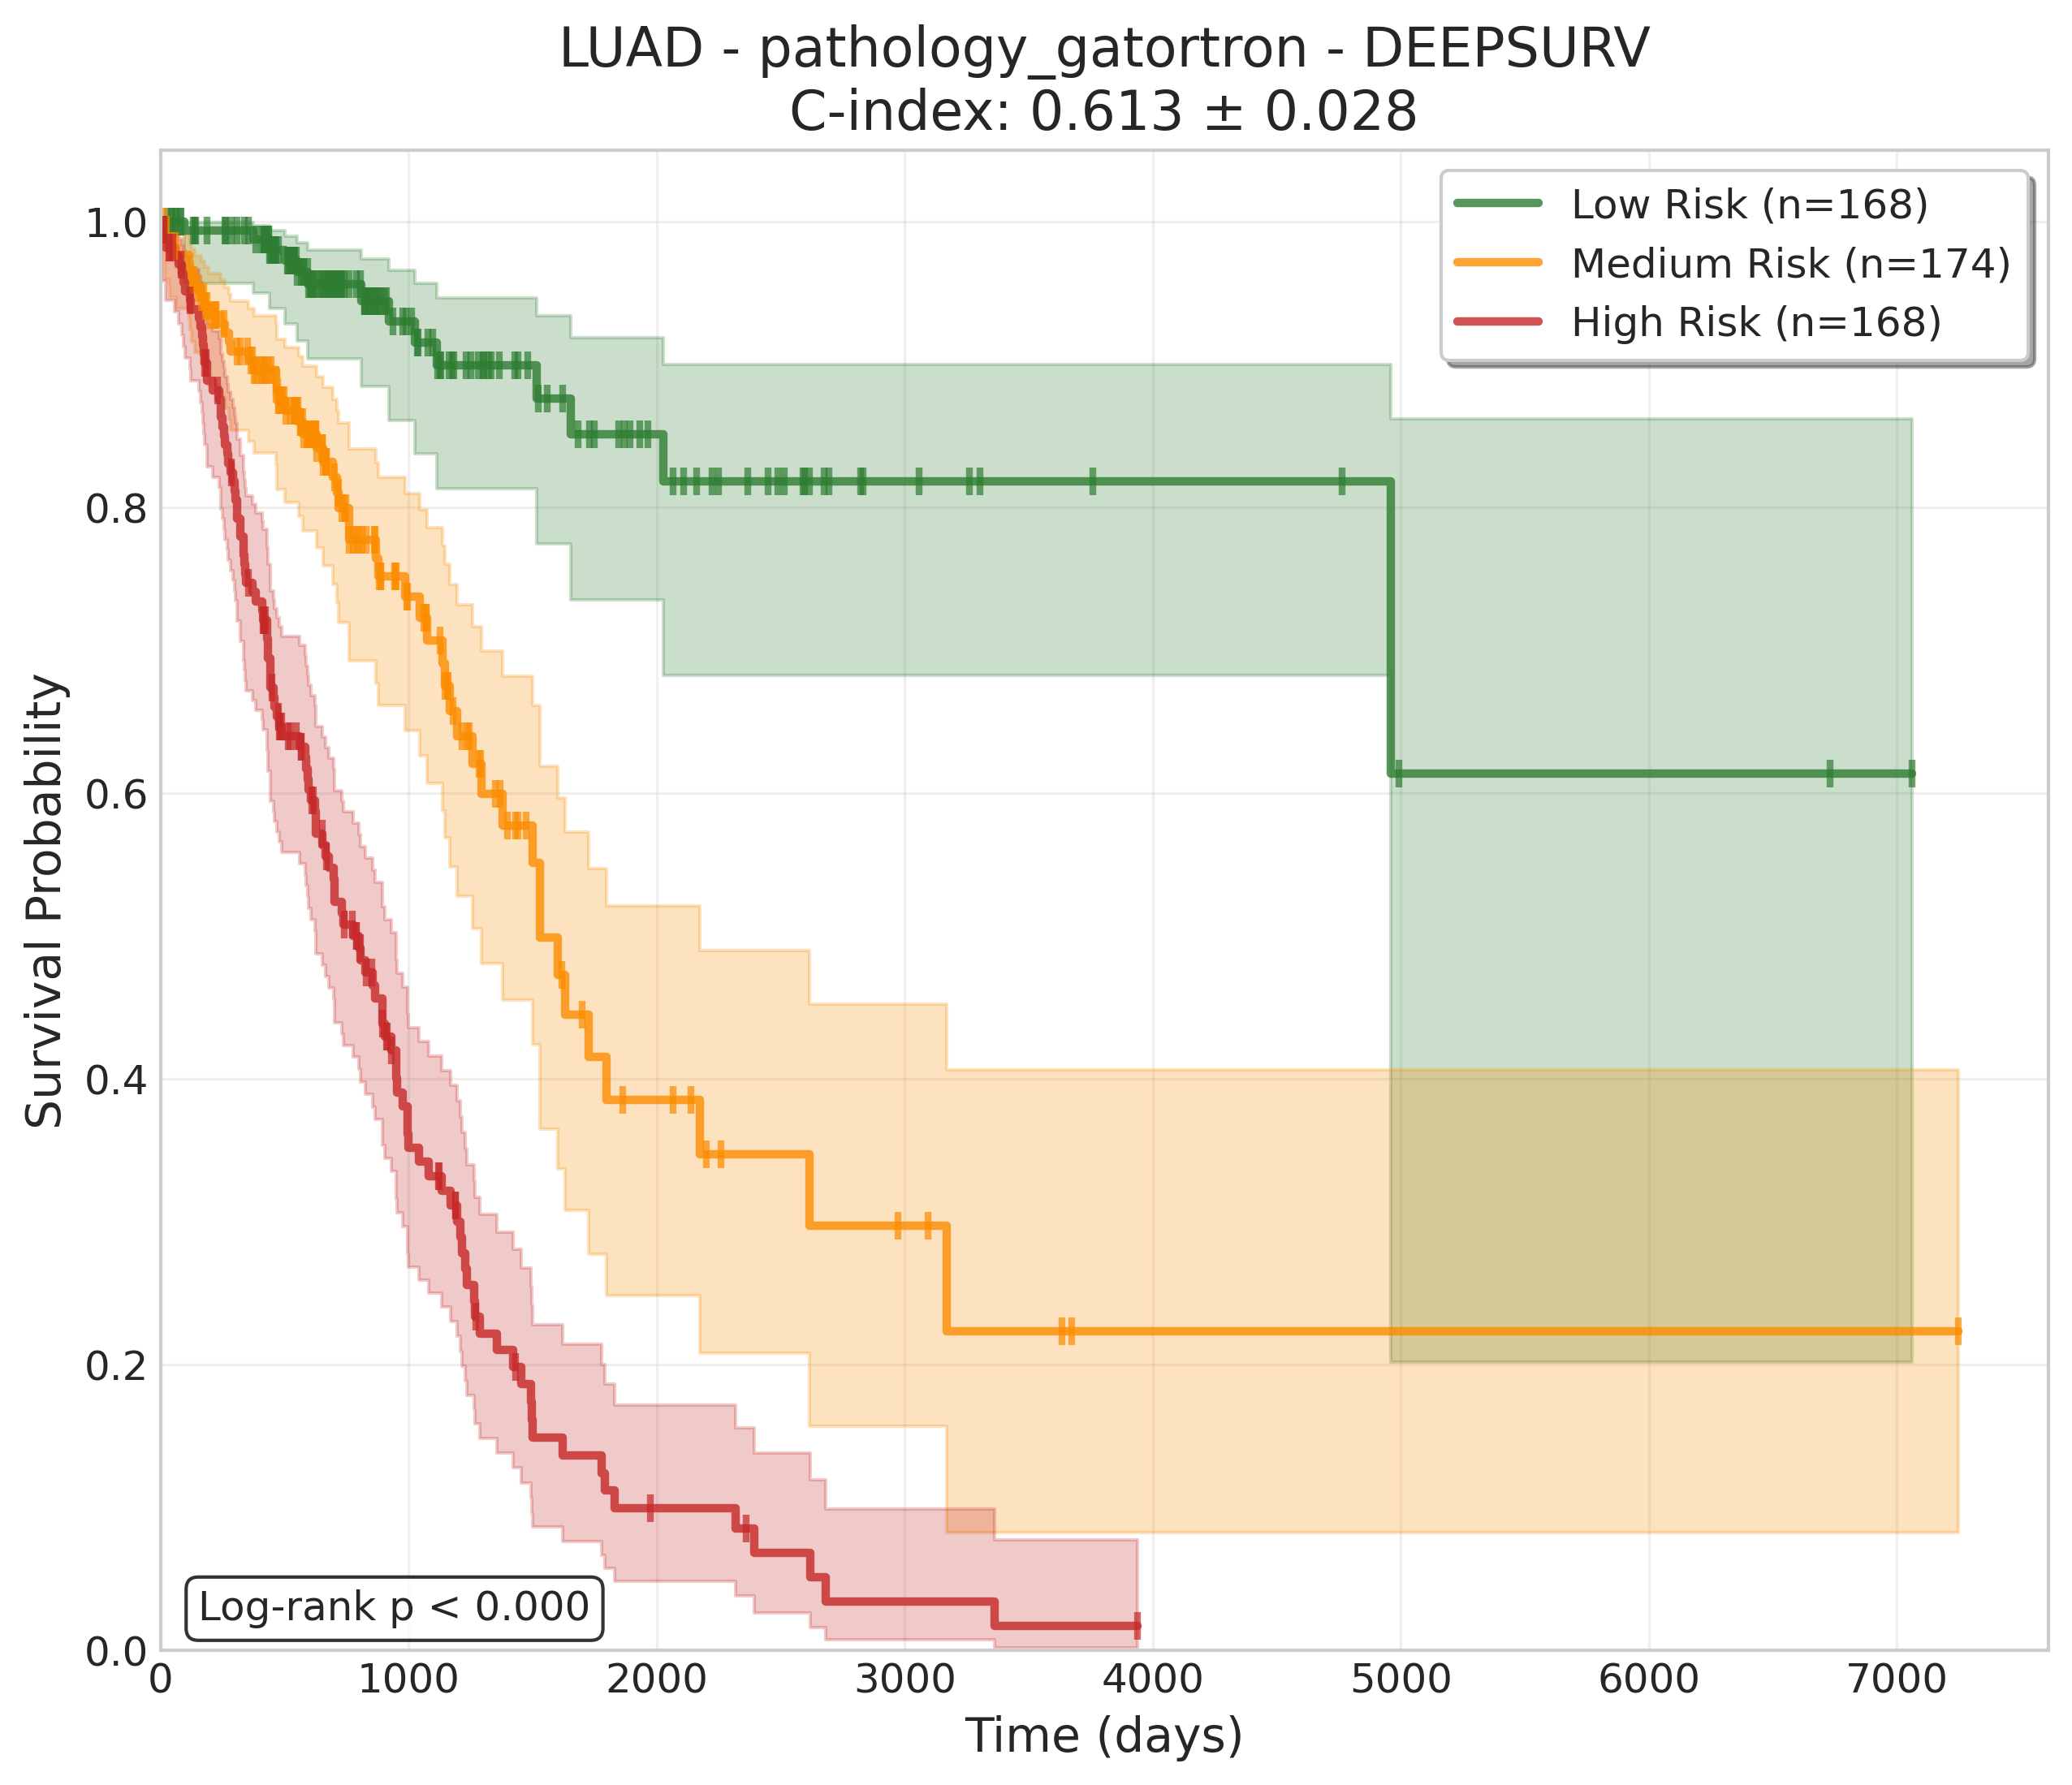 LUAD - pathology_gatortron - DEEPSURV
C-index: 0.613 ± 0.028
Low Risk (n=168)
Medium Risk (n=174)
High Risk (n=168)
Survival Probability
1.0
0.8
0.6
0.4
0.2
0.0
Log-rank p < 0.000
0 1000 2000 3000 4000 5000 6000 7000
Time (days)